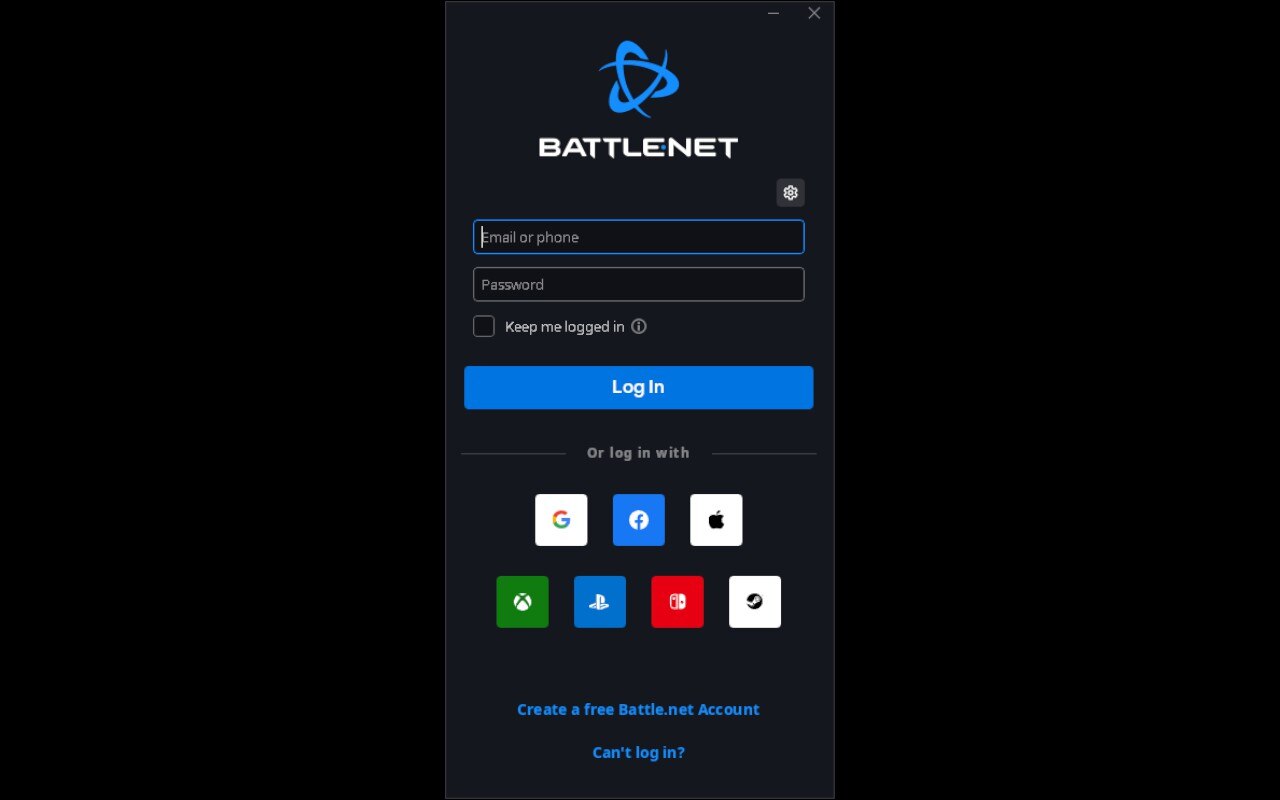 BATTLE.NET
Email or phone
Password
Keep me logged in
Log In
Or log in with
Create a free Battle.net Account
Can't log in?